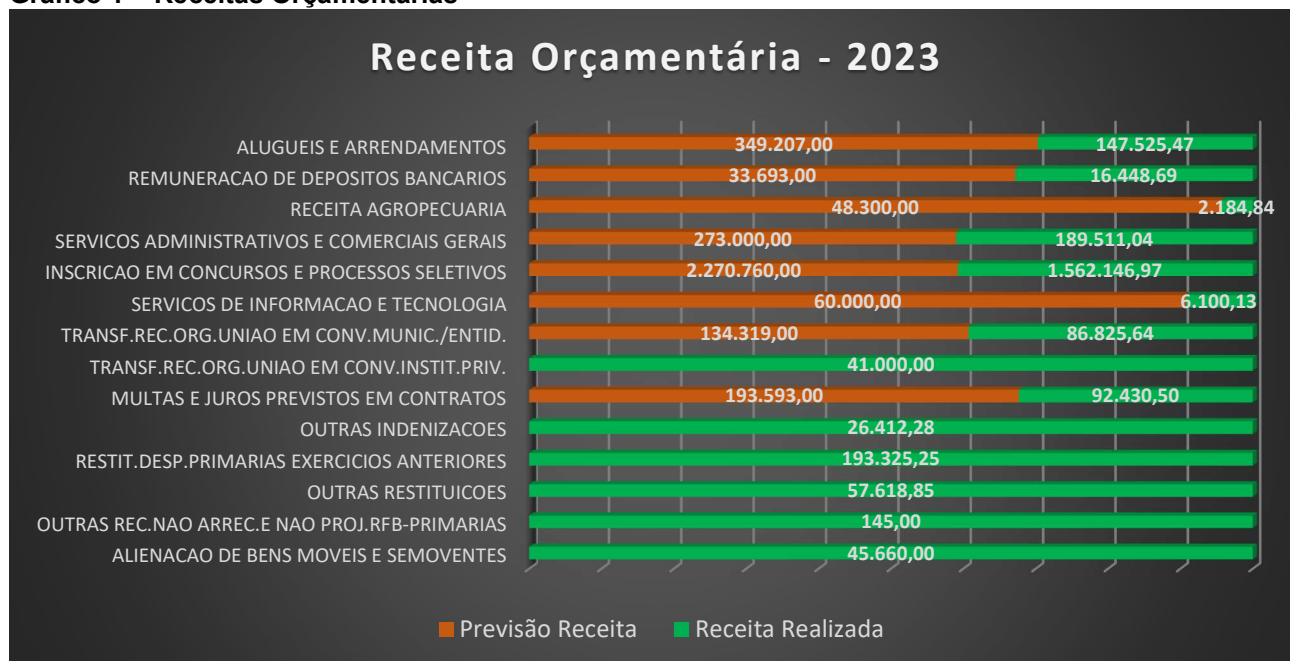 Gráfico 1 – Receitas Orçamentárias
Receita Orçamentária - 2023
ALUGUEIS E ARRENDAMENTOS 349.207,00 147.525,47
REMUNERACAO DE DEPOSITOS BANCARIOS 33.693,00 16.448,69
RECEITA AGROPECUARIA 48.300,00 2.184,84
SERVICOS ADMINISTRATIVOS E COMERCIAIS GERAIS 273.000,00 189.511,04
INSCRICAO EM CONCURSOS E PROCESSOS SELETIVOS 2.270.760,00 1.562.146,97
SERVICOS DE INFORMACAO E TECNOLOGIA 60.000,00 6.100,13
TRANSF.REC.ORG.UNIAO EM CONV.MUNIC./ENTID. 134.319,00 86.825,64
TRANSF.REC.ORG.UNIAO EM CONV.INSTIT.PRIV. 41.000,00
MULTAS E JUROS PREVISTOS EM CONTRATOS 193.593,00 92.430,50
OUTRAS INDENIZACOES 26.412,28
RESTIT.DESP.PRIMARIAS EXERCICIOS ANTERIORES 193.325,25
OUTRAS RESTITUICOES 57.618,85
OUTRAS REC.NAO ARREC.E NAO PROJ.RFB-PRIMARIAS 145,00
ALIENACAO DE BENS MOVEIS E SEMOVENTES 45.660,00
Previsão Receita Receita Realizada